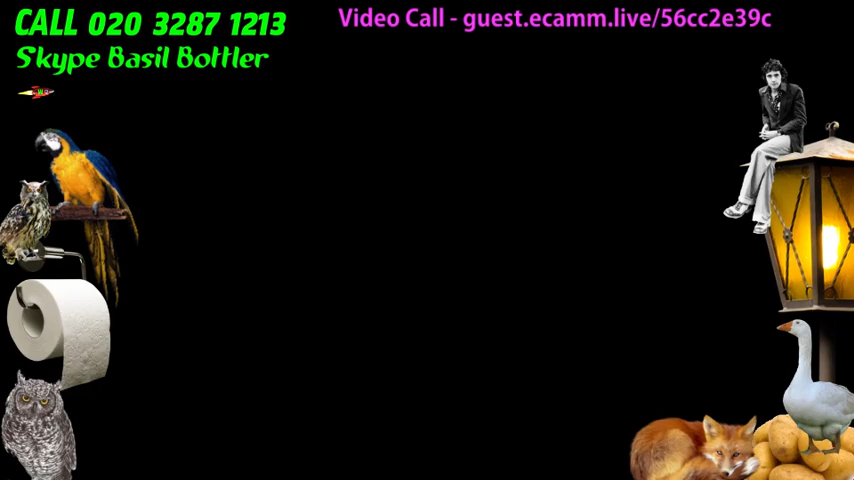 CALL 020 3287 1213
Video Call - guest.ecamm.live/56cc2e39c
Skype Basil Bottler